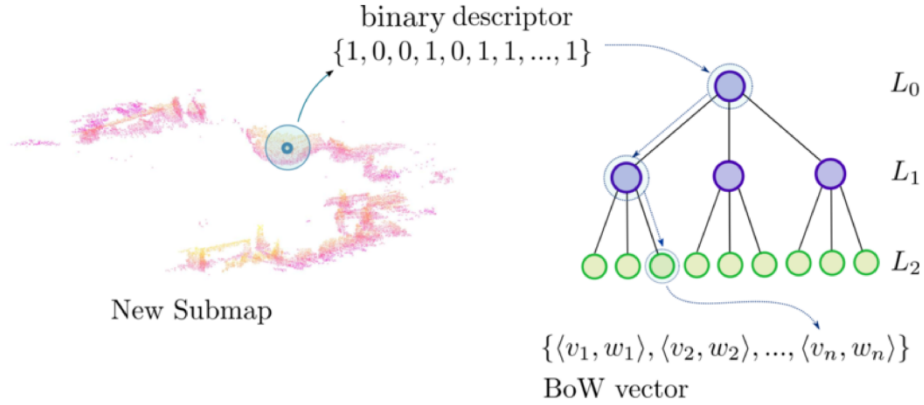 binary descriptor
{1, 0, 0, 1, 0, 1, 1, ..., 1}
L₀
L₁
L₂
New Submap
{⟨v₁, w₁⟩, ⟨v₂, w₂⟩, ..., ⟨vₙ, wₙ⟩}
BoW vector